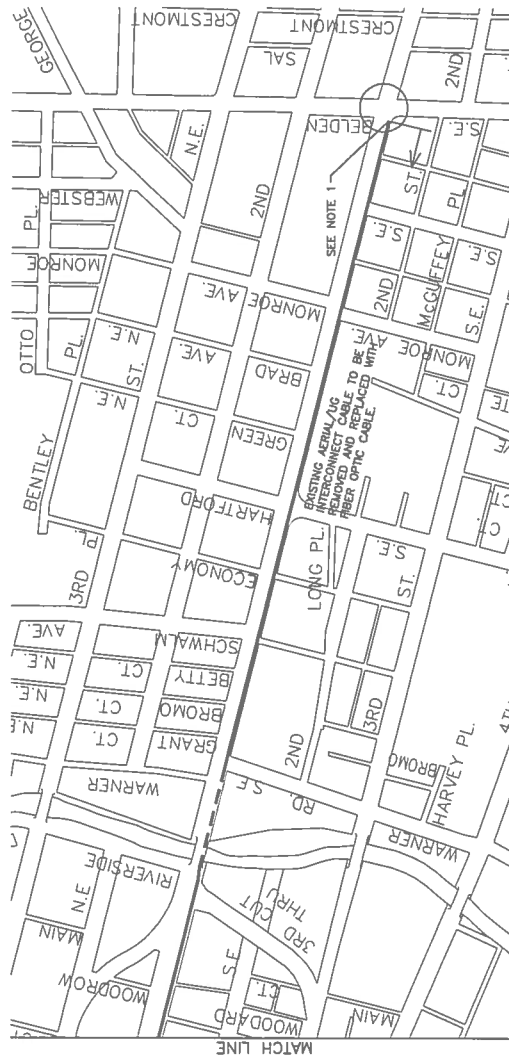 GEORGE
CRESTMONT
CRESTMONT
SAL
2ND
N.E.
BELDEN
S.E.
WEBSTER
PL.
2ND
SEE NOTE 1
ST.
PL.
MONROE
MONROE AVE.
S.E.
2ND
McGUFFEY
S.E.
S.E.
OTTO
PL.
N.E.
ST.
AVE.
BRAD
MONROE AVE.
CT.
N.E.
CT.
GREEN
EXISTING AERIAL/UG
INTERCONNECT CABLE TO BE
REMOVED AND REPLACED WITH
FIBER OPTIC CABLE.
BENTLEY
PL.
HARTFORD
3RD
ECONOMY
LONG PL.
S.E.
ST.
CT.
CT.
AVE.
N.E.
N.E.
N.E.
CT.
CT.
CT.
SCHWALM
BETTY
BROMO
GRANT
2ND
3RD
WARNER
S.E.
RD.
BROMO
HARVEY PL.
4TH
WARNER
RIVERSIDE
N.E
MAIN
WOODROW
3RD CUT
THRU
S.E
CT.
WOODARD
MAIN
MATCH LINE